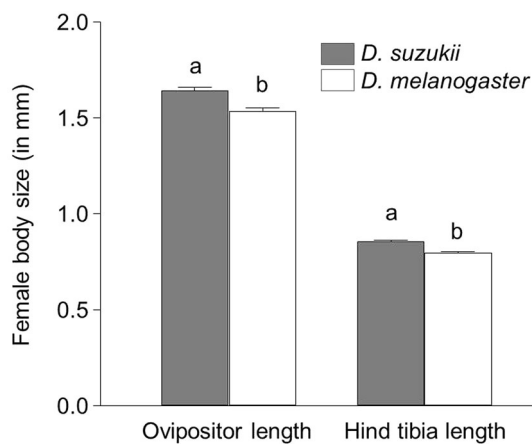 Female body size (in mm)
2.0
1.5
1.0
0.5
0.0
D. suzukii
D. melanogaster
a
b
a
b
Ovipositor length
Hind tibia length